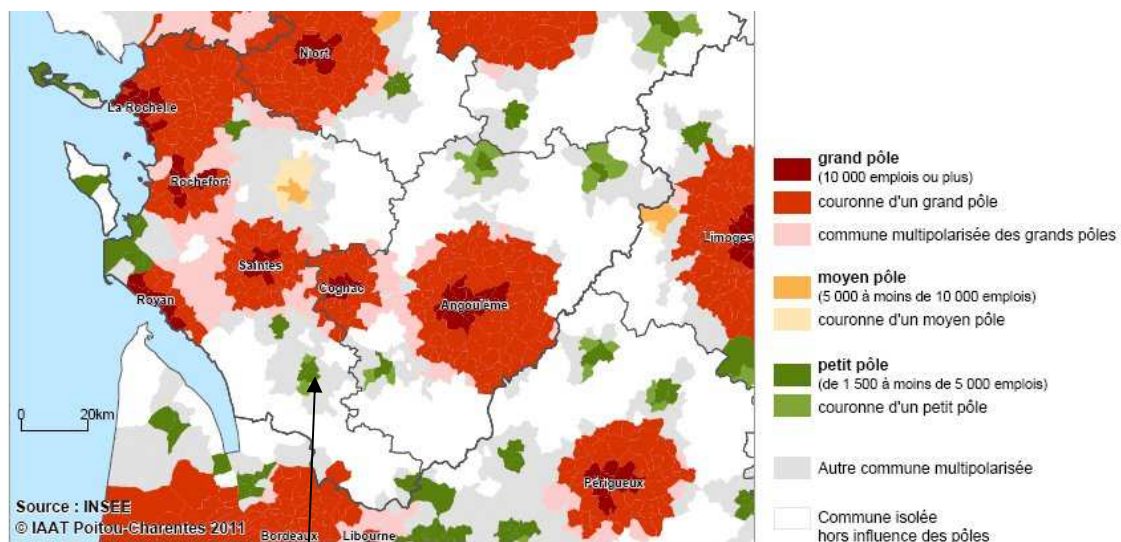 Niort
La Rochelle
Rochefort
Limoges
Saintes
Cognac
Royan
Angoulême
0 20km
Périgueux
Source : INSEE
© IAAT Poitou-Charentes 2011
Bordeaux Libourne
grand pôle
(10 000 emplois ou plus)
couronne d'un grand pôle
commune multipolarisée des grands pôles
moyen pôle
(5 000 à moins de 10 000 emplois)
couronne d'un moyen pôle
petit pôle
(de 1 500 à moins de 5 000 emplois)
couronne d'un petit pôle
Autre commune multipolarisée
Commune isolée
hors influence des pôles